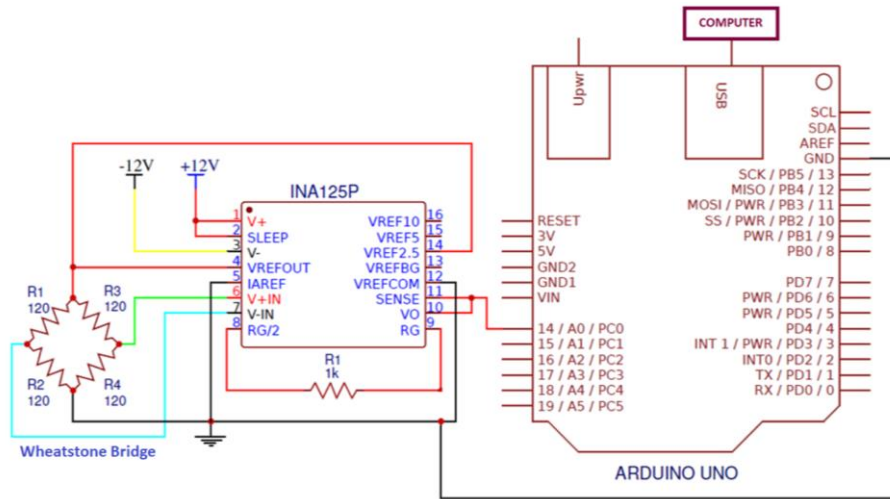 COMPUTER
Upwr
USB
SCL
SDA
AREF
GND
SCK / PB5 / 13
MISO / PB4 / 12
MOSI / PWR / PB3 / 11
SS / PWR / PB2 / 10
PWR / PB1 / 9
PB0 / 8
PD7 / 7
PWR / PD6 / 6
PWR / PD5 / 5
PD4 / 4
INT 1 / PWR / PD3 / 3
INT0 / PD2 / 2
TX / PD1 / 1
RX / PD0 / 0
RESET
3V
5V
GND2
GND1
VIN
14 / A0 / PC0
15 / A1 / PC1
16 / A2 / PC2
17 / A3 / PC3
18 / A4 / PC4
19 / A5 / PC5
ARDUINO UNO
-12V
+12V
INA125P
1 V+
2 SLEEP
3 V-
4 VREFOUT
5 IAREF
6 V+IN
7 V-IN
8 RG/2
VREF10 16
VREF5 15
VREF2.5 14
VREFBG 13
VREFCOM 12
SENSE 11
VO 10
RG 9
R1
1k
R1
120
R3
120
R2
120
R4
120
Wheatstone Bridge